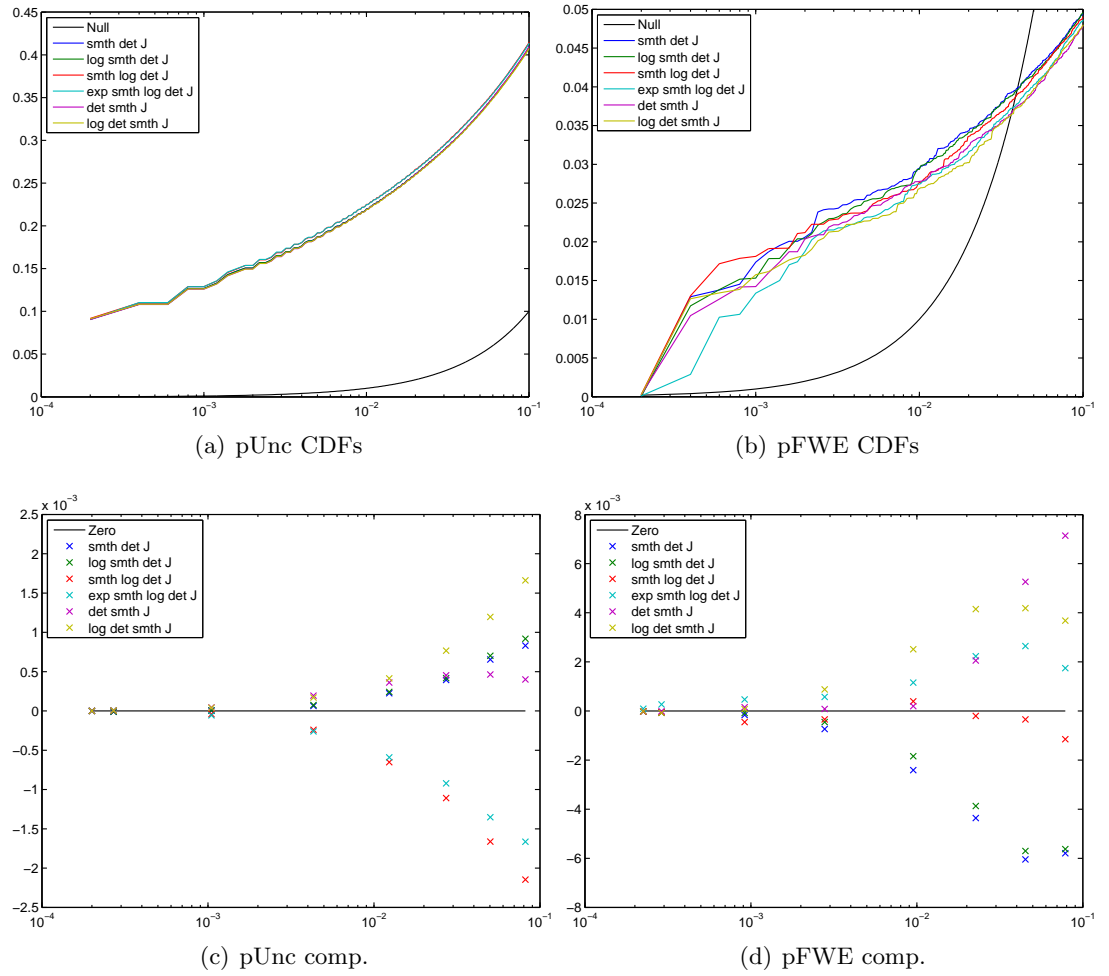 0.45
0.4
0.35
0.3
0.25
0.2
0.15
0.1
0.05
0
10⁻⁴
10⁻³
10⁻²
10⁻¹
Null
smth det J
log smth det J
smth log det J
exp smth log det J
det smth J
log det smth J
(a) pUnc CDFs
0.05
0.045
0.04
0.035
0.03
0.025
0.02
0.015
0.01
0.005
0
10⁻⁴
10⁻³
10⁻²
10⁻¹
Null
smth det J
log smth det J
smth log det J
exp smth log det J
det smth J
log det smth J
(b) pFWE CDFs
x 10⁻³
2.5
2
1.5
1
0.5
0
-0.5
-1
-1.5
-2
-2.5
10⁻⁴
10⁻³
10⁻²
10⁻¹
Zero
smth det J
log smth det J
smth log det J
exp smth log det J
det smth J
log det smth J
(c) pUnc comp.
x 10⁻³
8
6
4
2
0
-2
-4
-6
-8
10⁻⁴
10⁻³
10⁻²
10⁻¹
Zero
smth det J
log smth det J
smth log det J
exp smth log det J
det smth J
log det smth J
(d) pFWE comp.